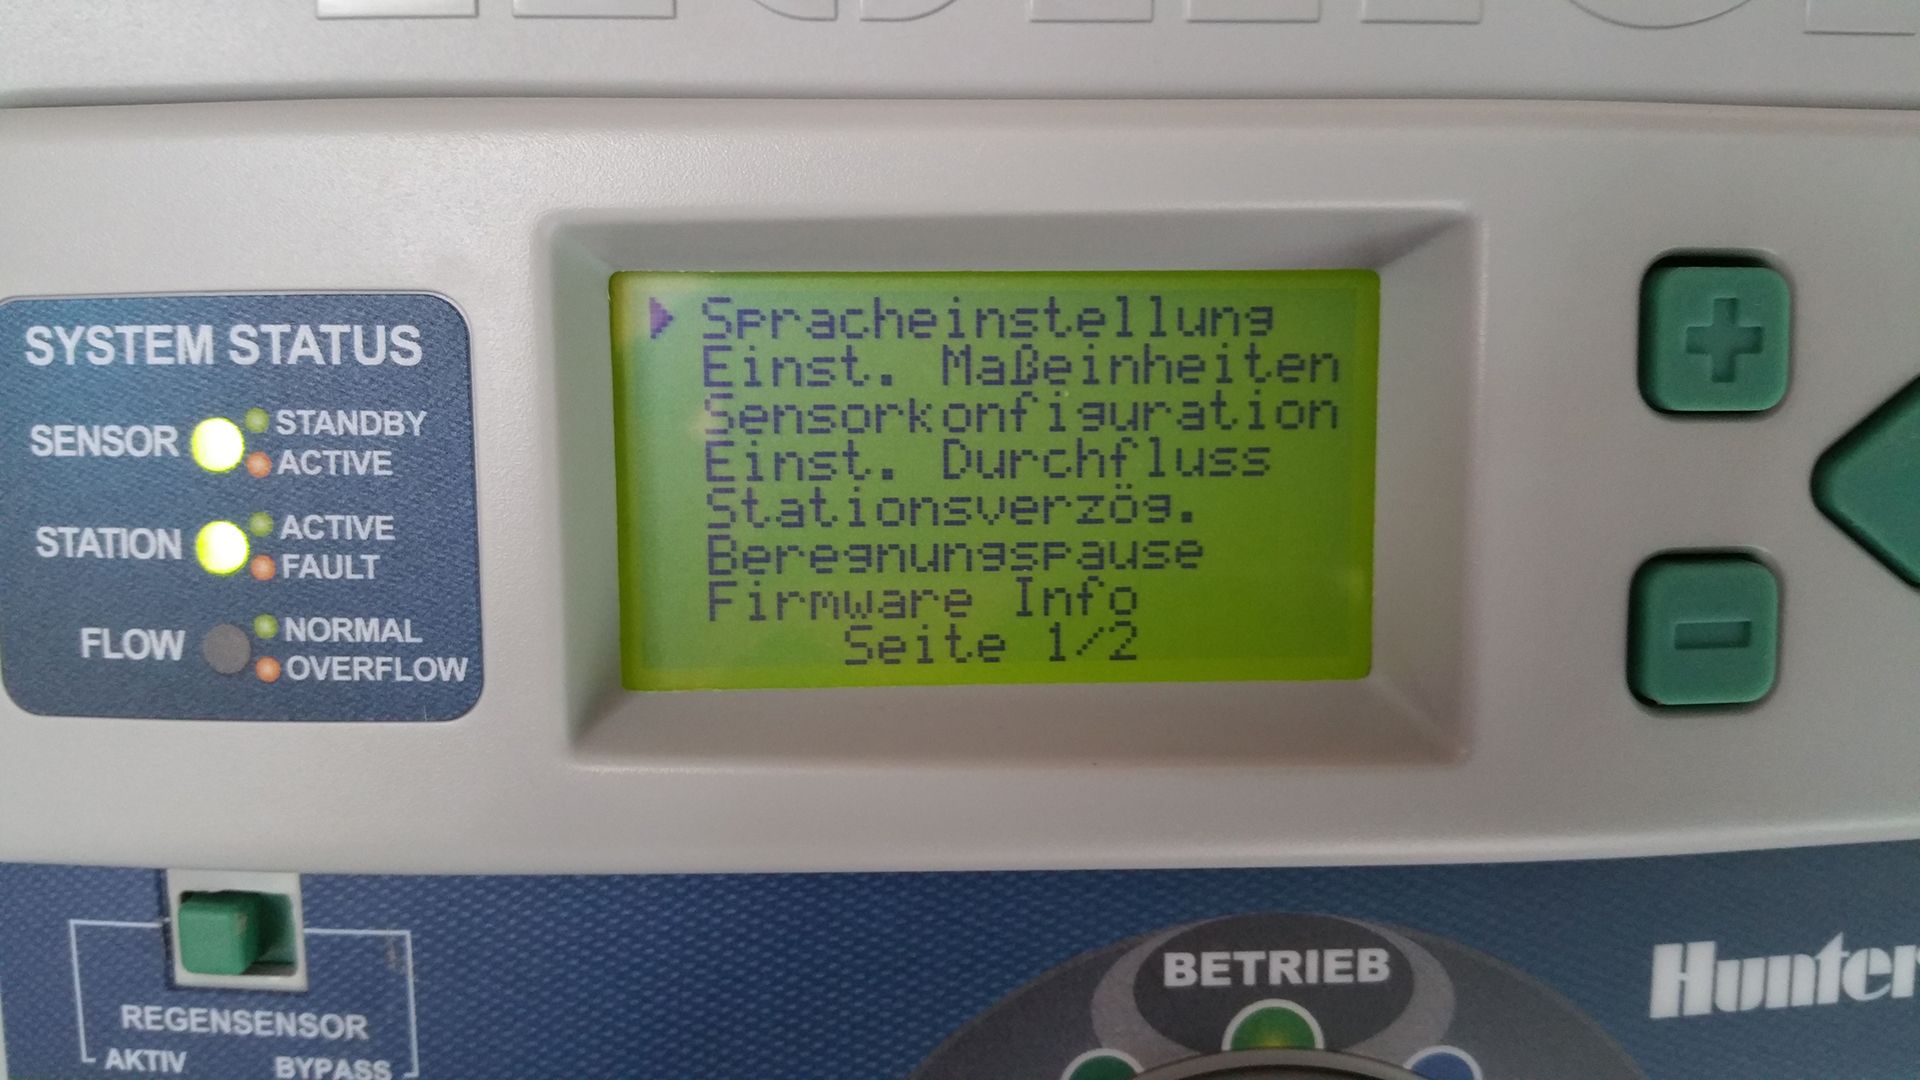 SYSTEM STATUS
SENSOR
STANDBY
ACTIVE
STATION
ACTIVE
FAULT
FLOW
NORMAL
OVERFLOW
Spracheinstellung
Einst. Maßeinheiten
Sensorkonfiguration
Einst. Durchfluss
Stationsverzög.
Beregnungspause
Firmware Info
Seite 1/2
REGENSENSOR
AKTIV
BYPASS
BETRIEB
Hunter